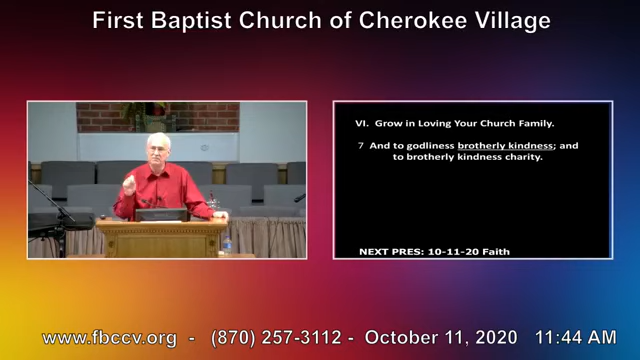 First Baptist Church of Cherokee Village
VI. Grow in Loving Your Church Family.
7 And to godliness brotherly kindness; and
to brotherly kindness charity.
NEXT PRES: 10-11-20 Faith
www.fbccv.org - (870) 257-3112 - October 11, 2020 11:44 AM